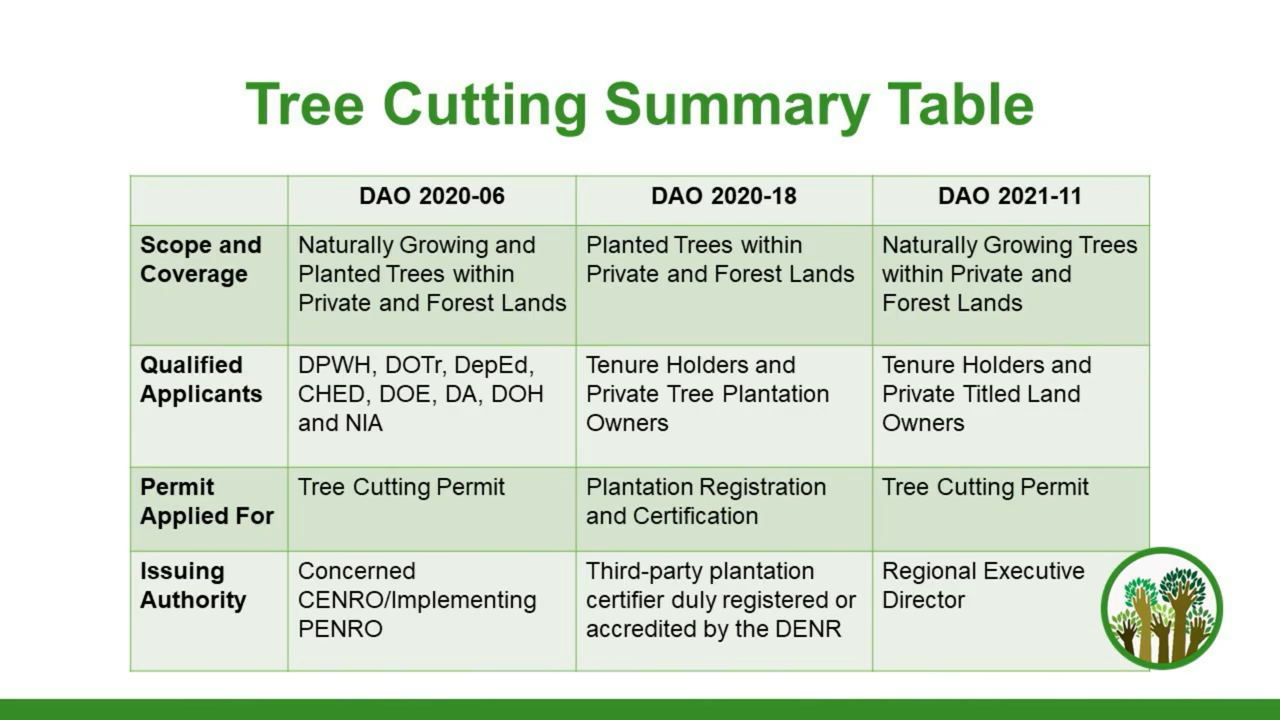 Tree Cutting Summary Table
DAO 2020-06
DAO 2020-18
DAO 2021-11
Scope and
Coverage
Naturally Growing and
Planted Trees within
Private and Forest Lands
Planted Trees within
Private and Forest Lands
Naturally Growing Trees
within Private and
Forest Lands
Qualified
Applicants
DPWH, DOTr, DepEd,
CHED, DOE, DA, DOH
and NIA
Tenure Holders and
Private Tree Plantation
Owners
Tenure Holders and
Private Titled Land
Owners
Permit
Applied For
Tree Cutting Permit
Plantation Registration
and Certification
Tree Cutting Permit
Issuing
Authority
Concerned
CENRO/Implementing
PENRO
Third-party plantation
certifier duly registered or
accredited by the DENR
Regional Executive
Director